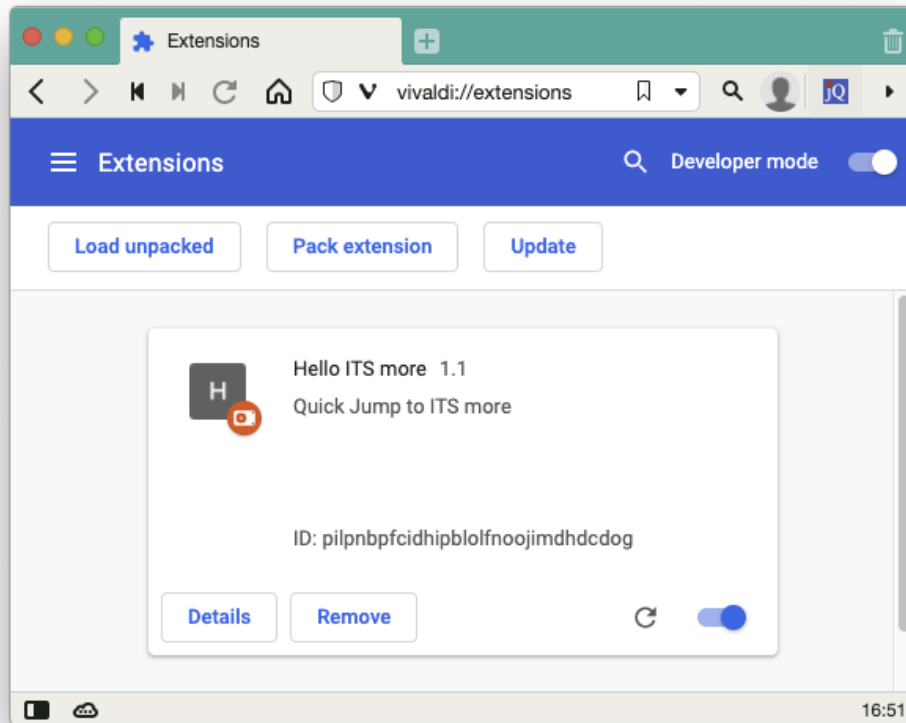 Extensions
vivaldi://extensions
jQ
Extensions
Developer mode
Load unpacked
Pack extension
Update
H
Hello ITS more 1.1
Quick Jump to ITS more
ID: pilpnbpfcidhipblolfnoojimdhdcdog
Details
Remove
16:51